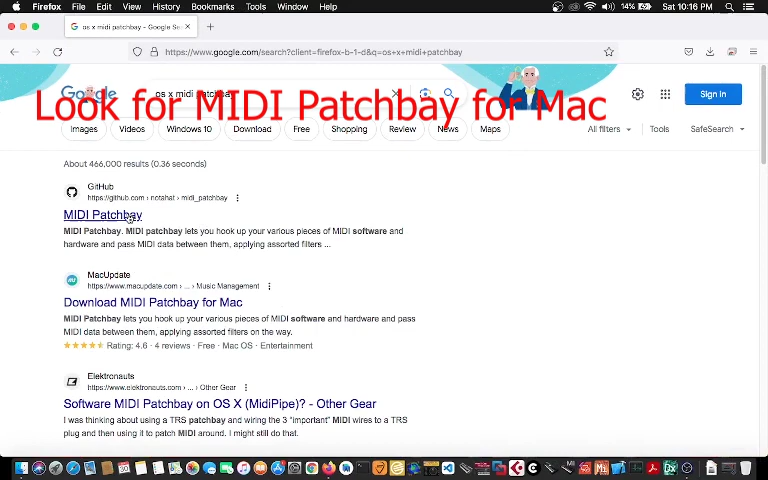 Firefox File Edit View History Bookmarks Tools Window Help 14% Sat 10:16 PM
os x midi patchbay - Google Se
https://www.google.com/search?client=firefox-b-1-d&q=os+x+midi+patchbay
os x midi patchbay
Sign in
Look for MIDI Patchbay for Mac
Images Videos Windows 10 Download Free Shopping Review News Maps All filters Tools SafeSearch
About 466,000 results (0.36 seconds)
GitHub
https://github.com › notahat › midi_patchbay
MIDI Patchbay
MIDI Patchbay. MIDI patchbay lets you hook up your various pieces of MIDI software and
hardware and pass MIDI data between them, applying assorted filters ...
MacUpdate
https://www.macupdate.com › ... › Music Management
Download MIDI Patchbay for Mac
MIDI Patchbay lets you hook up your various pieces of MIDI software and hardware and pass
MIDI data between them, applying assorted filters on the way.
Rating: 4.6 · 4 reviews · Free · Mac OS · Entertainment
Elektronauts
https://www.elektronauts.com › ... › Other Gear
Software MIDI Patchbay on OS X (MidiPipe)? - Other Gear
I was thinking about using a TRS patchbay and wiring the 3 "important" MIDI wires to a TRS
plug and then using it to patch MIDI around. I might still do that.